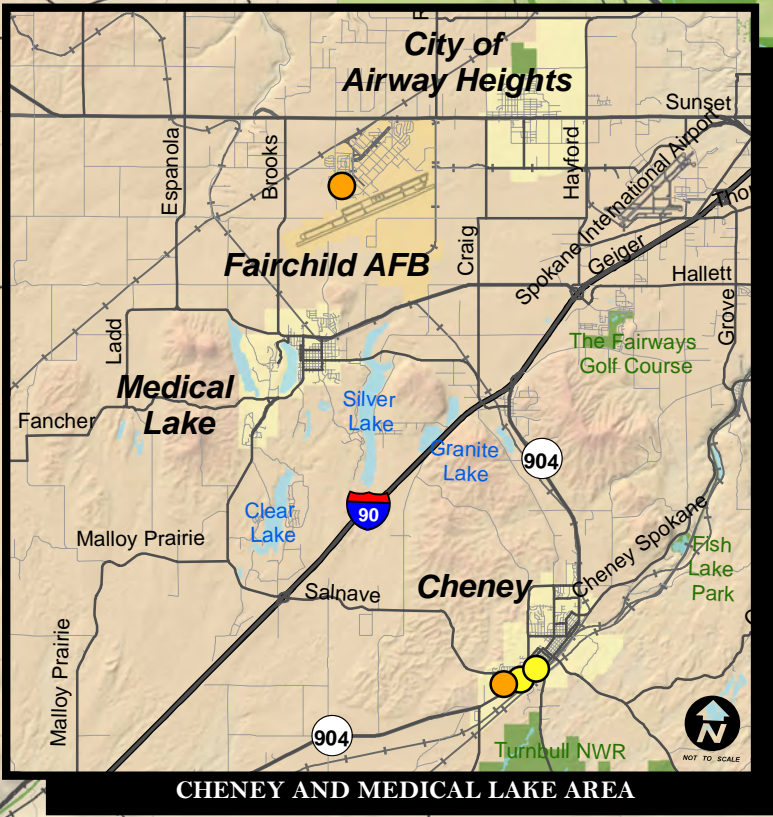 City of
Airway Heights
Sunset
Espanola
Brooks
Hayford
Spokane International Airport
Fairchild AFB
Craig
Geiger
Hallett
Grove
Ladd
The Fairways
Golf Course
Medical
Lake
Silver
Lake
Fancher
Granite
Lake
904
90
Clear
Lake
Malloy Prairie
Cheney Spokane
Fish
Lake
Park
Salnave
Cheney
Malloy Prairie
904
Turnbull NWR
N
NOT TO SCALE
CHENEY AND MEDICAL LAKE AREA